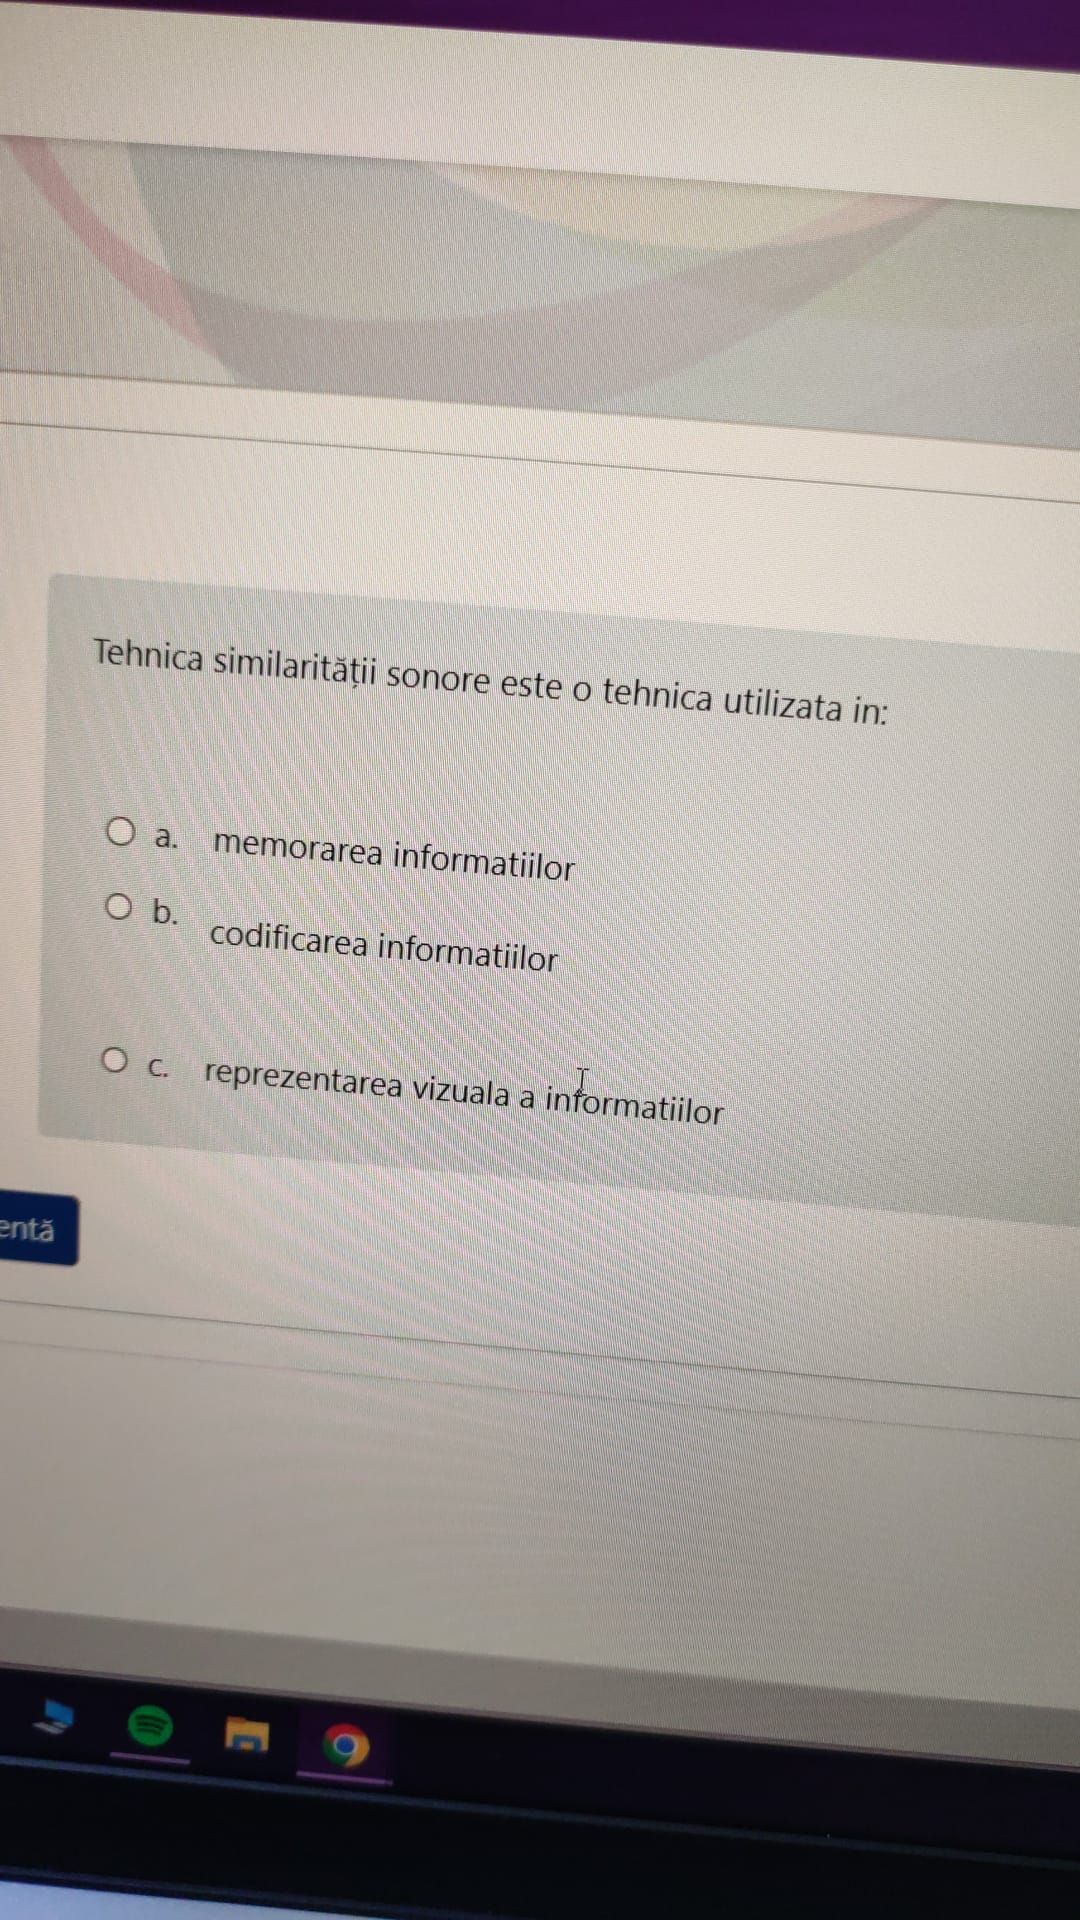 Tehnica similarității sonore este o tehnica utilizata in:
a. memorarea informatiilor
b. codificarea informatiilor
c. reprezentarea vizuala a informatiilor
entă